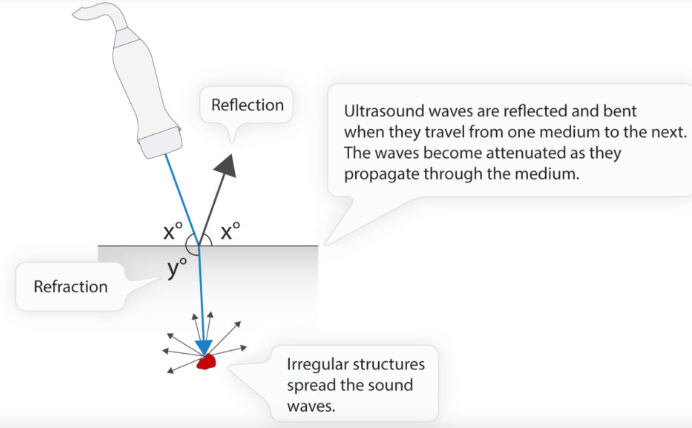 Reflection
Ultrasound waves are reflected and bent
when they travel from one medium to the next.
The waves become attenuated as they
propagate through the medium.
x° x°
y°
Refraction
Irregular structures
spread the sound
waves.